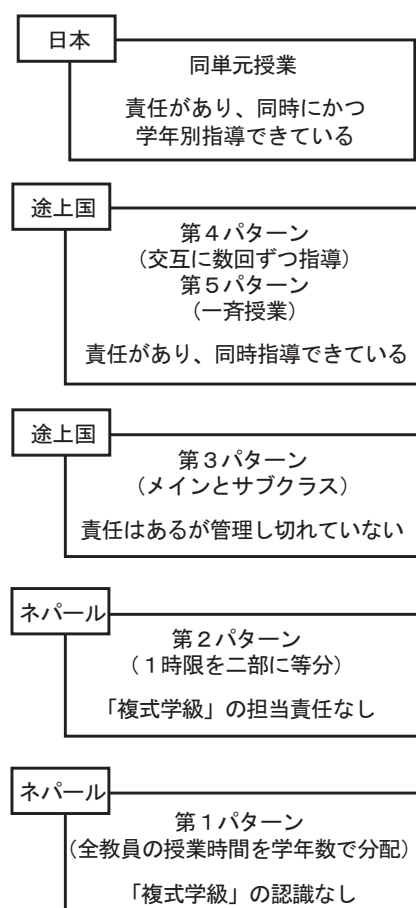 日本
同単元授業
責任があり、同時にかつ
学年別指導できている
途上国
第４パターン
（交互に数回ずつ指導）
第５パターン
（一斉授業）
責任があり、同時指導できている
途上国
第３パターン
（メインとサブクラス）
責任はあるが管理し切れていない
ネパール
第２パターン
（１時限を二部に等分）
「複式学級」の担当責任なし
ネパール
第１パターン
（全教員の授業時間を学年数で分配）
「複式学級」の認識なし